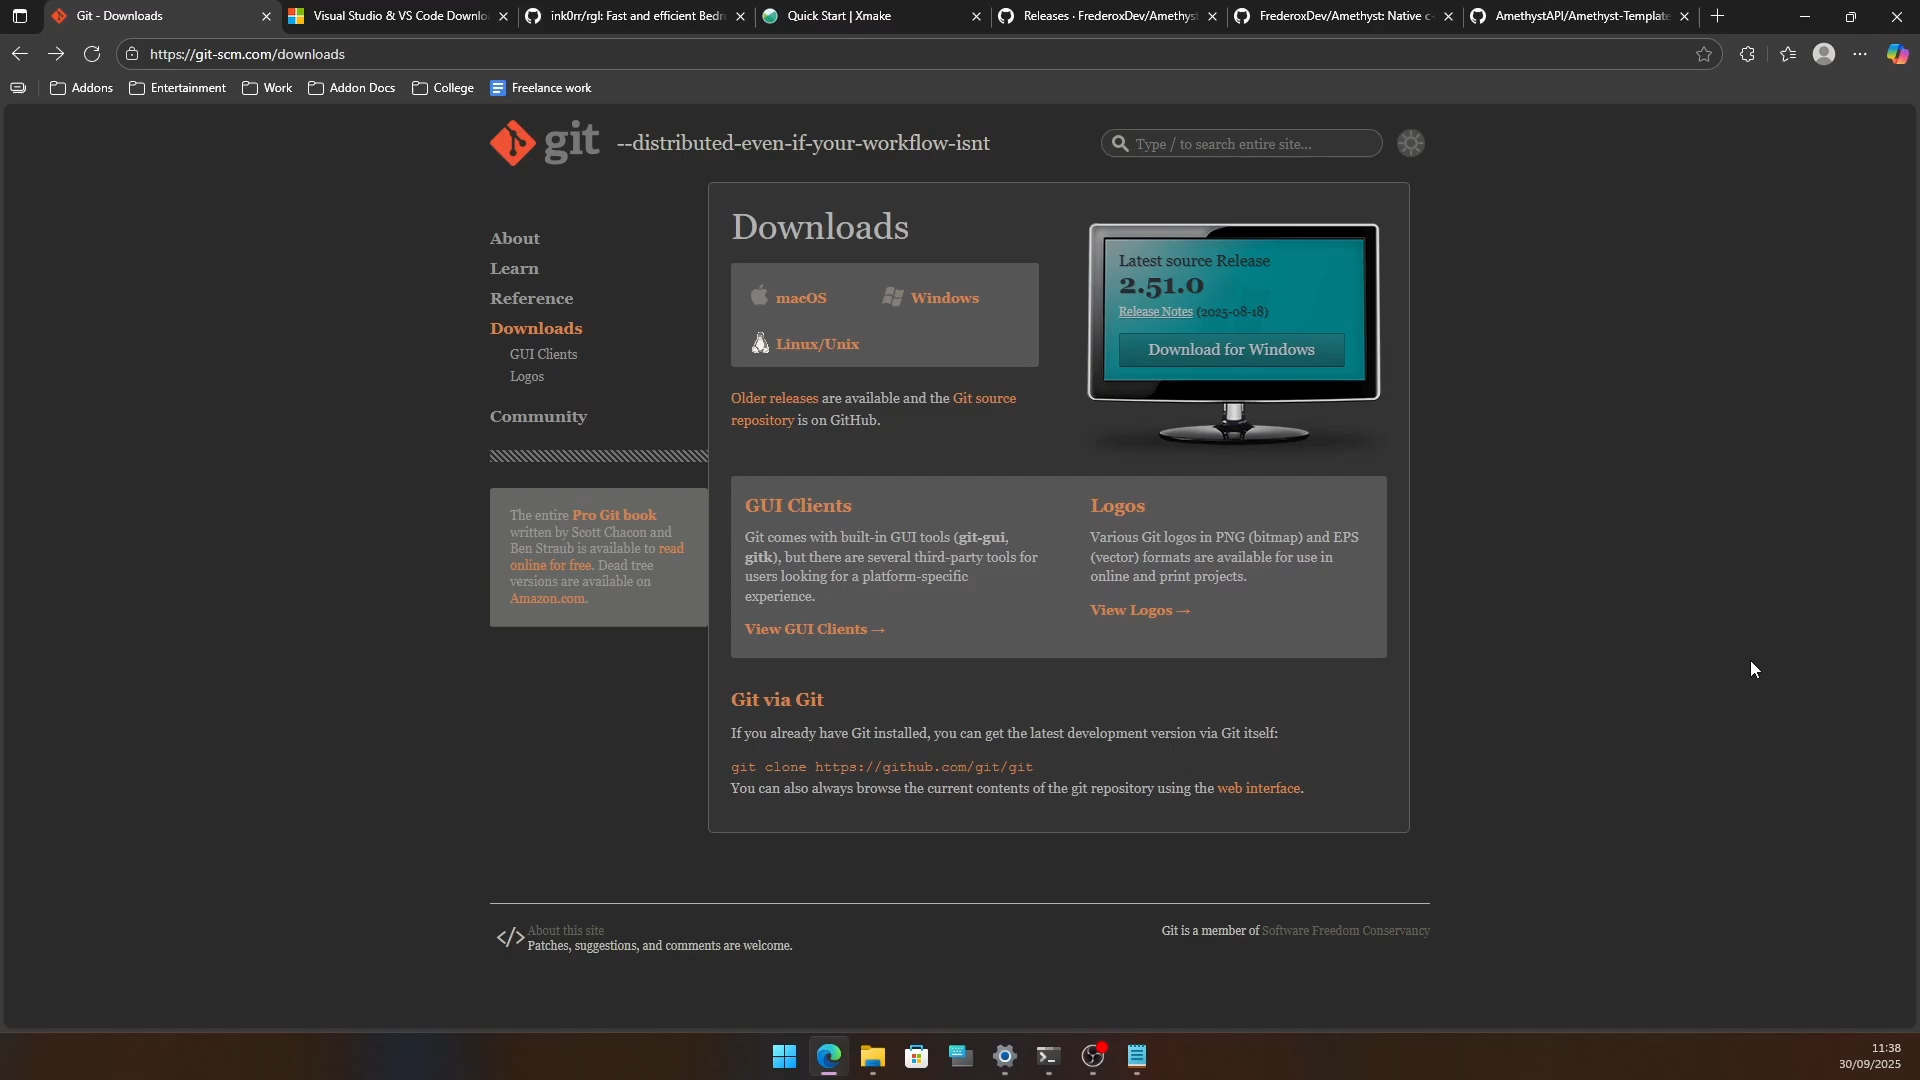 Git - Downloads
Visual Studio & VS Code Downlo
ink0rr/rgl: Fast and efficient Bedr
Quick Start | Xmake
Releases · FrederoxDev/Amethyst
FrederoxDev/Amethyst: Native c
AmethystAPI/Amethyst-Template
https://git-scm.com/downloads
Addons
Entertainment
Work
Addon Docs
College
Freelance work
git --distributed-even-if-your-workflow-isnt
Type / to search entire site...
About
Learn
Reference
Downloads
GUI Clients
Logos
Community
The entire Pro Git book
written by Scott Chacon and
Ben Straub is available to read
online for free. Dead tree
versions are available on
Amazon.com.
Downloads
macOS
Windows
Linux/Unix
Older releases are available and the Git source
repository is on GitHub.
Latest source Release
2.51.0
Release Notes (2025-08-18)
Download for Windows
GUI Clients
Git comes with built-in GUI tools (git-gui,
gitk), but there are several third-party tools for
users looking for a platform-specific
experience.
View GUI Clients →
Logos
Various Git logos in PNG (bitmap) and EPS
(vector) formats are available for use in
online and print projects.
View Logos →
Git via Git
If you already have Git installed, you can get the latest development version via Git itself:
git clone https://github.com/git/git
You can also always browse the current contents of the git repository using the web interface.
About this site
Patches, suggestions, and comments are welcome.
Git is a member of Software Freedom Conservancy
11:38
30/09/2025